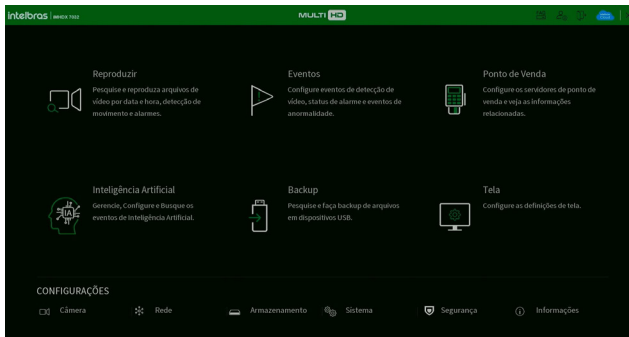 intelbras | iMHDX 7032
MULTI HD
Reproduzir
Pesquise e reproduza arquivos de
vídeo por data e hora, detecção de
movimento e alarmes.
Eventos
Configure eventos de detecção de
vídeo, status de alarme e eventos de
anormalidade.
Ponto de Venda
Configure os servidores de ponto de
venda e veja as informações
relacionadas.
IA
Inteligência Artificial
Gerencie, Configure e Busque os
eventos de Inteligência Artificial.
Backup
Pesquise e faça backup de arquivos
em dispositivos USB.
Tela
Configure as definições de tela.
CONFIGURAÇÕES
Câmera
Rede
Armazenamento
Sistema
Segurança
Informações